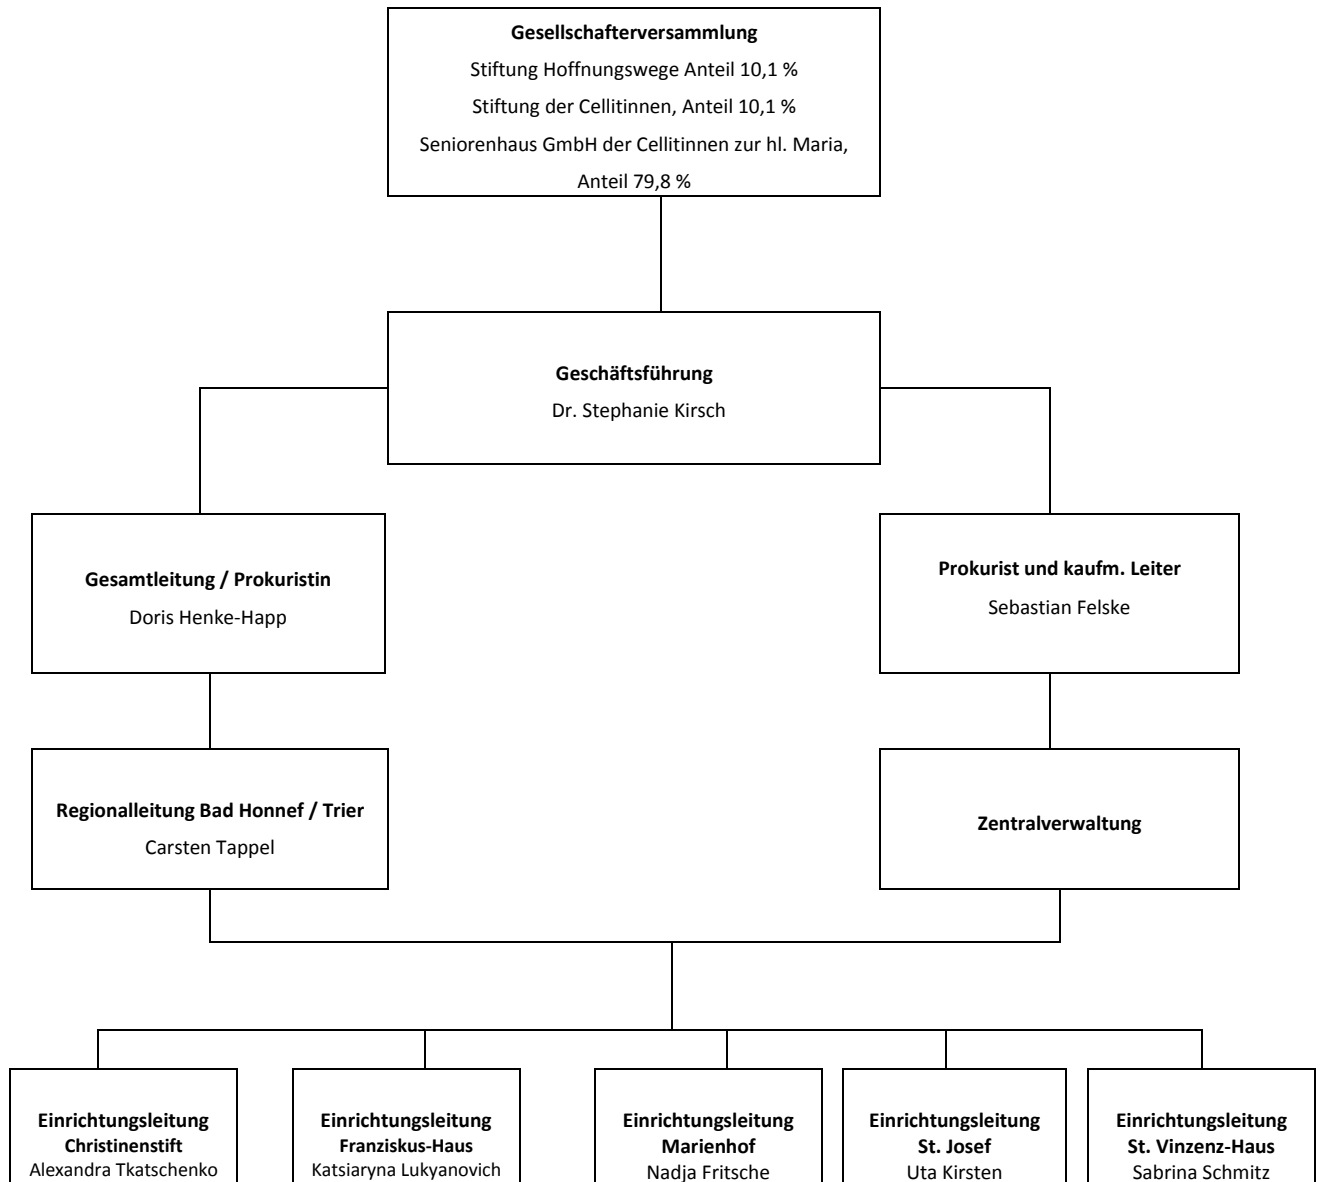 Gesellschafterversammlung
Stiftung Hoffnungswege Anteil 10,1 %
Stiftung der Cellitinnen, Anteil 10,1 %
Seniorenhaus GmbH der Cellitinnen zur hl. Maria,
Anteil 79,8 %
Geschäftsführung
Dr. Stephanie Kirsch
Gesamtleitung / Prokuristin
Doris Henke-Happ
Prokurist und kaufm. Leiter
Sebastian Felske
Regionalleitung Bad Honnef / Trier
Carsten Tappel
Zentralverwaltung
Einrichtungsleitung
Christinenstift
Alexandra Tkatschenko
Einrichtungsleitung
Franziskus-Haus
Katsiaryna Lukyanovich
Einrichtungsleitung
Marienhof
Nadja Fritsche
Einrichtungsleitung
St. Josef
Uta Kirsten
Einrichtungsleitung
St. Vinzenz-Haus
Sabrina Schmitz